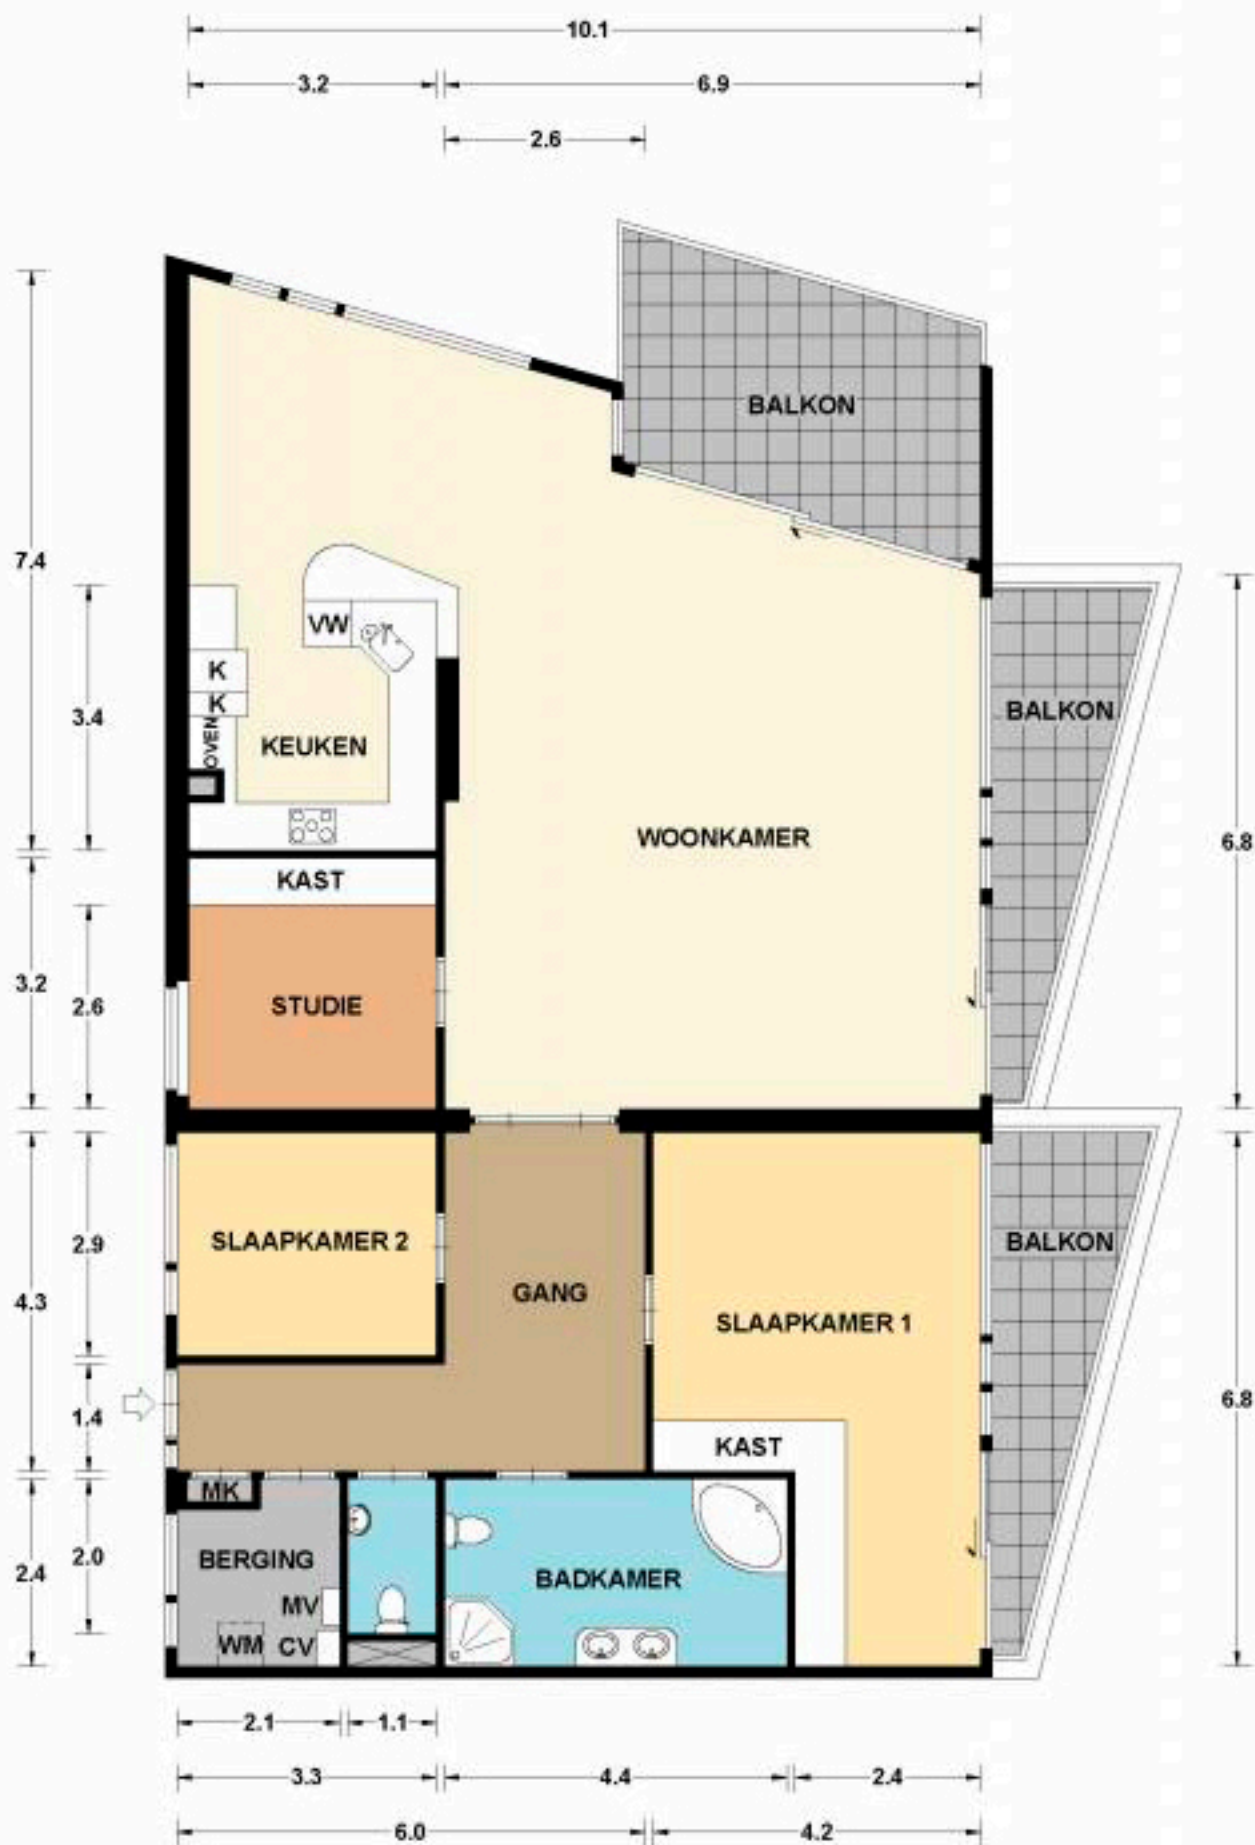 10.1
3.2
6.9
2.6
BALKON
7.4
VW
K
K
OVEN
3.4
KEUKEN
BALKON
WOONKAMER
6.8
KAST
3.2
2.6
STUDIE
2.9
SLAAPKAMER 2
BALKON
4.3
GANG
SLAAPKAMER 1
1.4
6.8
KAST
MK
2.4
2.0
BERGING
BADKAMER
MV
WM
CV
2.1
1.1
3.3
4.4
2.4
6.0
4.2